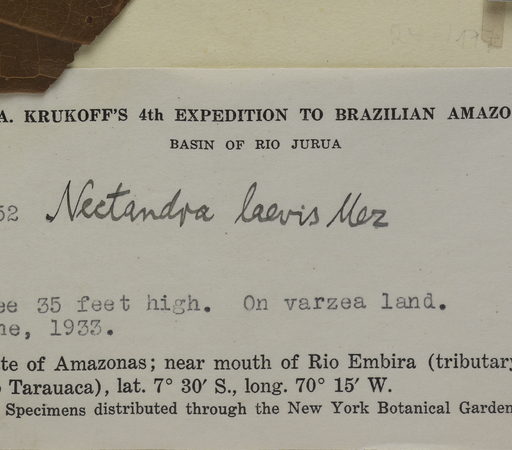 A. KRUKOFF'S 4th EXPEDITION TO BRAZILIAN AMAZO
BASIN OF RIO JURUA
52 Nectandra laevis Mez
ee 35 feet high. On varzea land.
ne, 1933.
te of Amazonas; near mouth of Rio Embira (tributary
o Tarauaca), lat. 7° 30′ S., long. 70° 15′ W.
Specimens distributed through the New York Botanical Garden